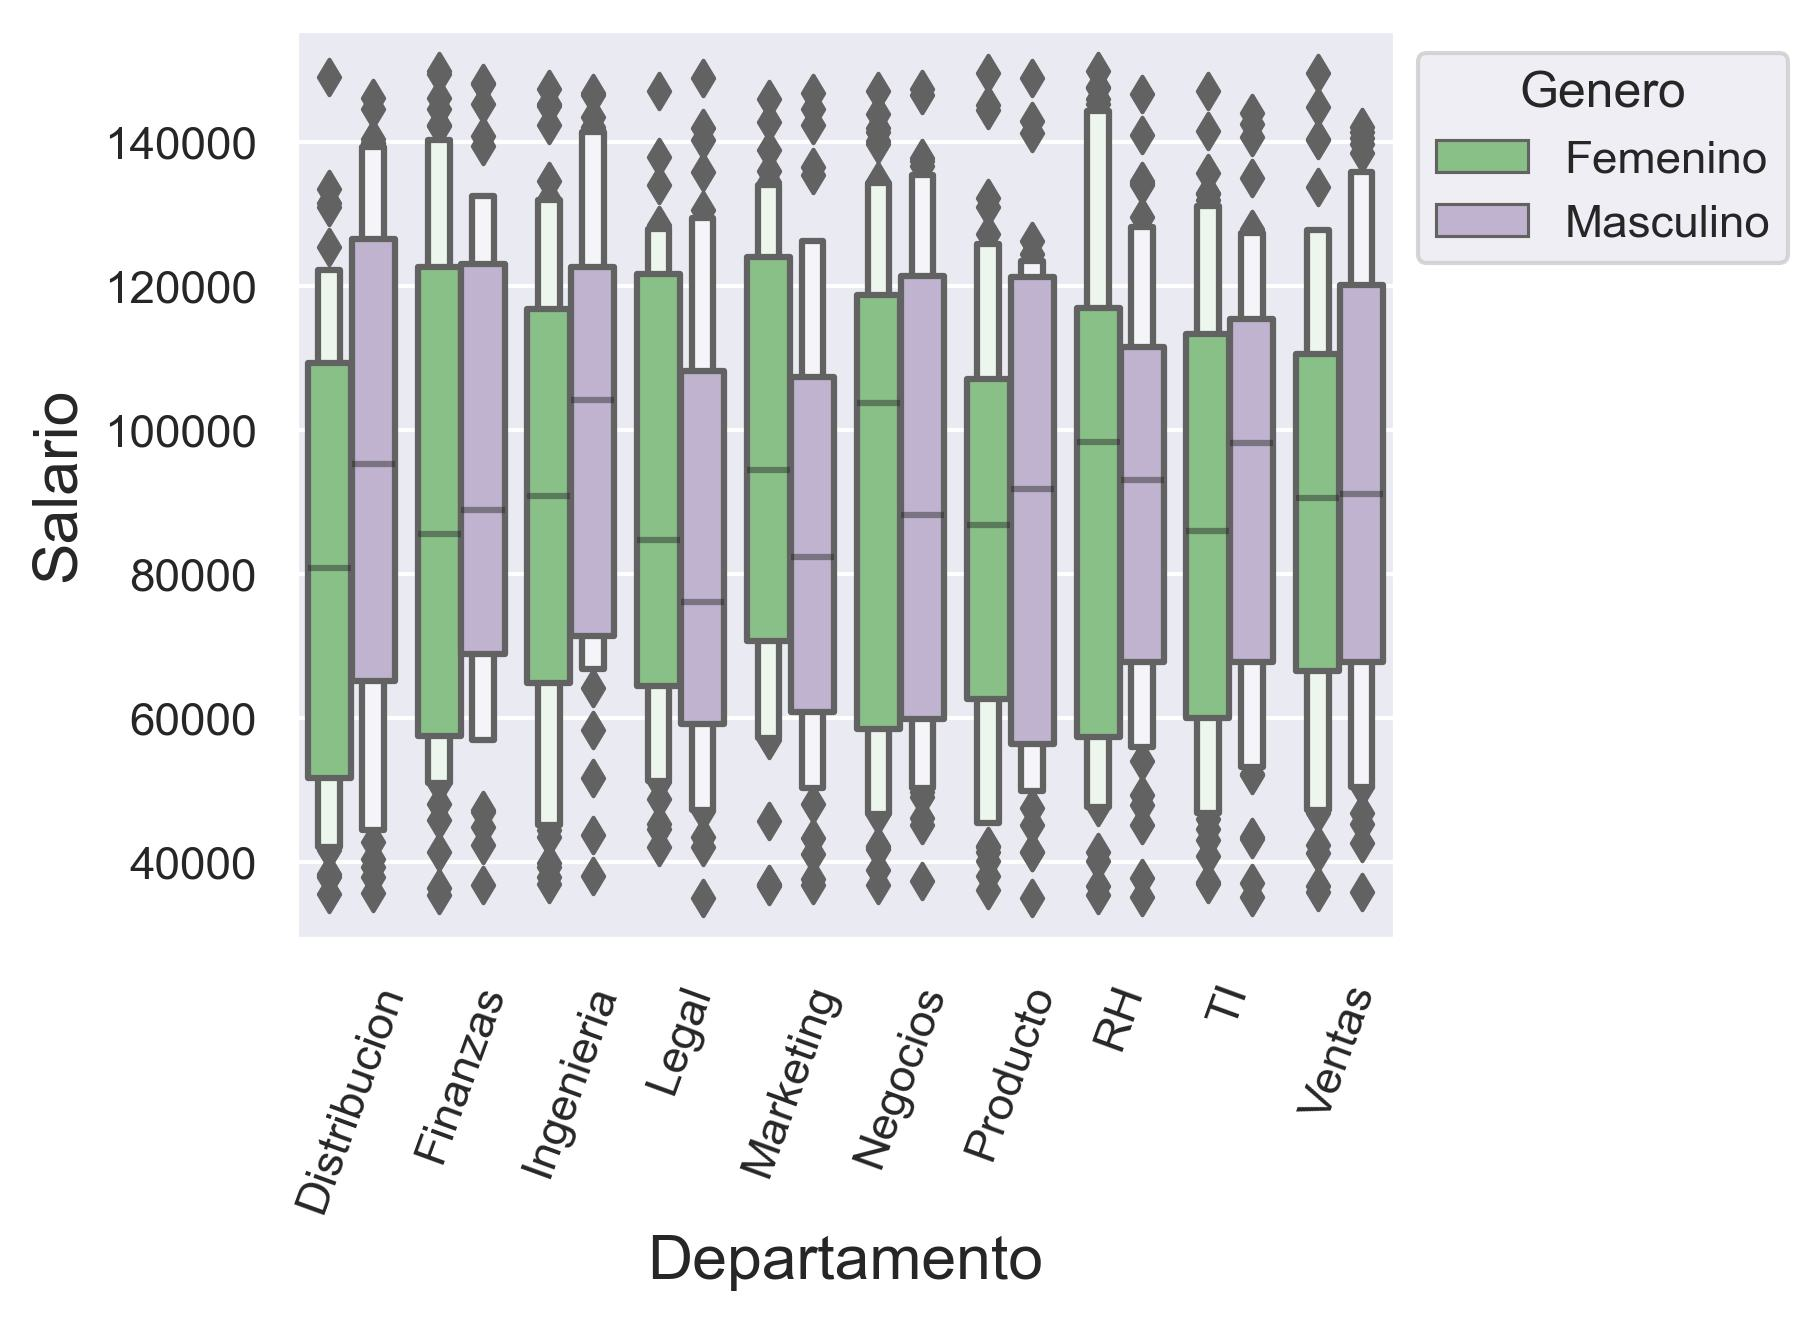 Genero
Femenino
Masculino
Salario
140000
120000
100000
80000
60000
40000
Distribucion
Finanzas
Ingenieria
Legal
Marketing
Negocios
Producto
RH
TI
Ventas
Departamento